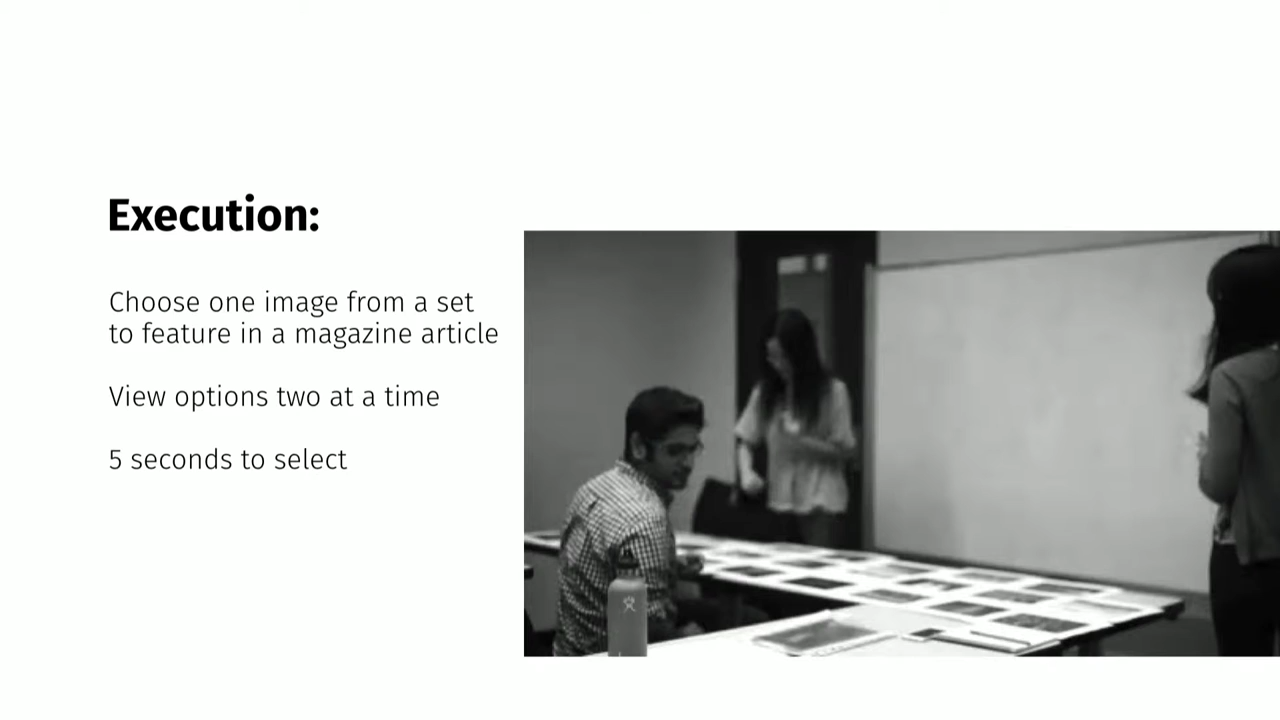 Execution:
Choose one image from a set
to feature in a magazine article
View options two at a time
5 seconds to select